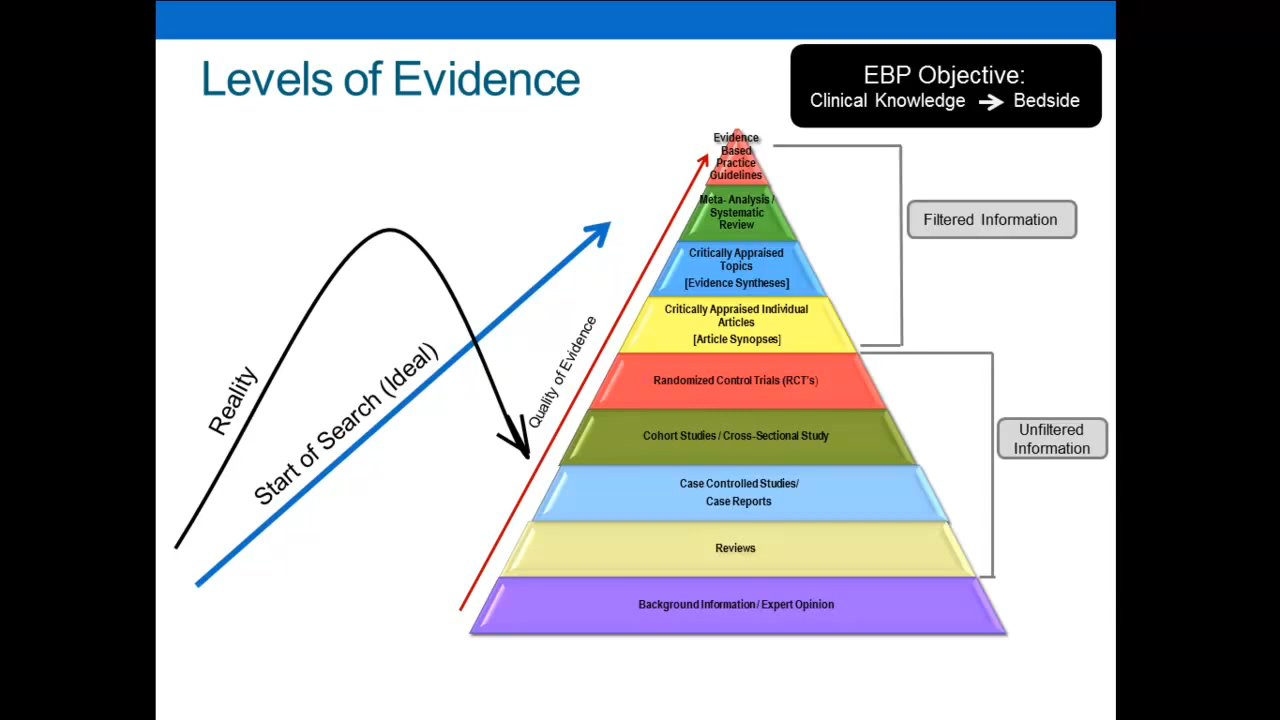 Levels of Evidence
EBP Objective:
Clinical Knowledge → Bedside
Evidence
Based
Practice
Guidelines
Meta- Analysis /
Systematic
Review
Critically Appraised
Topics
[Evidence Syntheses]
Critically Appraised Individual
Articles
[Article Synopses]
Randomized Control Trials (RCT's)
Cohort Studies / Cross-Sectional Study
Case Controlled Studies/
Case Reports
Reviews
Background Information / Expert Opinion
Filtered Information
Unfiltered
Information
Reality
Start of Search (Ideal)
Quality of Evidence